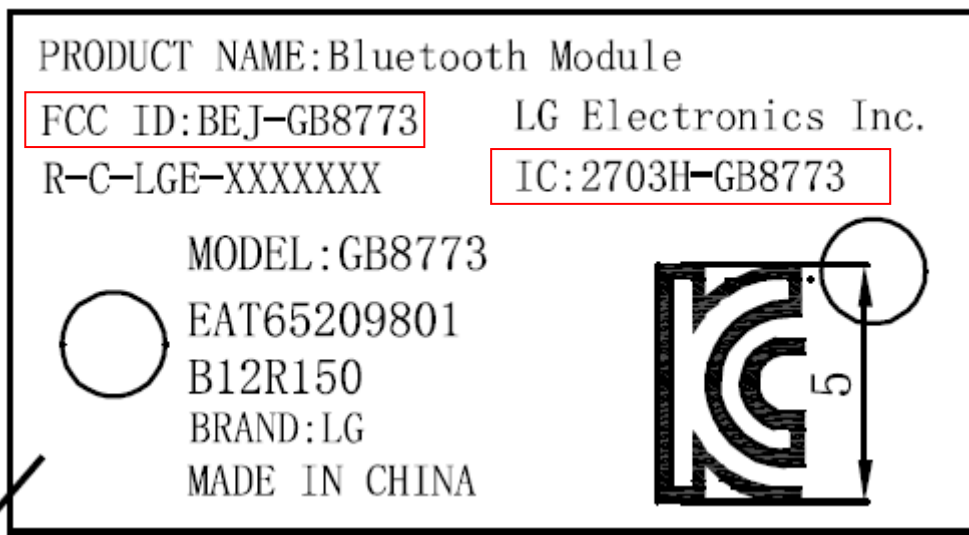 PRODUCT NAME:Bluetooth Module
FCC ID:BEJ-GB8773
LG Electronics Inc.
R-C-LGE-XXXXXXX
IC:2703H-GB8773
MODEL:GB8773
EAT65209801
B12R150
BRAND:LG
MADE IN CHINA
5